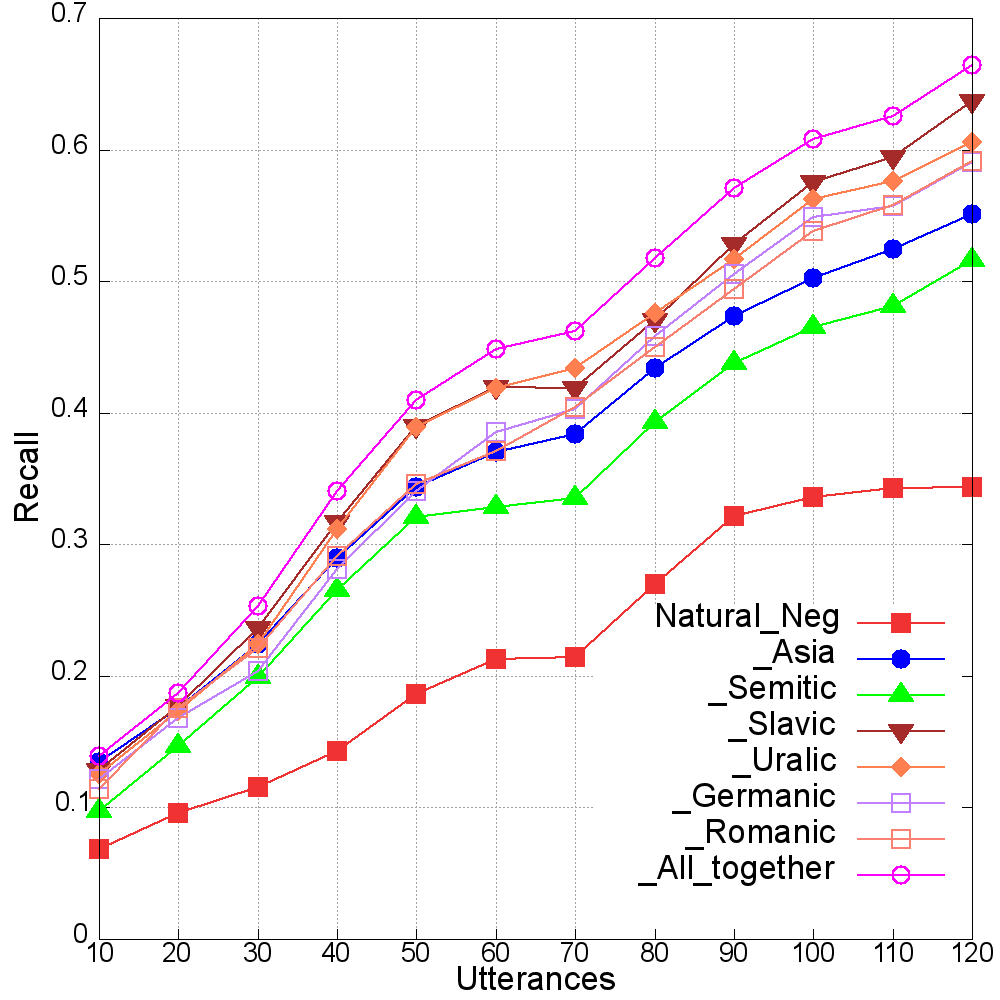 0.7
0.6
0.5
0.4
0.3
0.2
0.1
0
Recall
Natural_Neg
_Asia
_Semitic
_Slavic
_Uralic
_Germanic
_Romanic
_All_together
10 20 30 40 50 60 70 80 90 100 110 120
Utterances